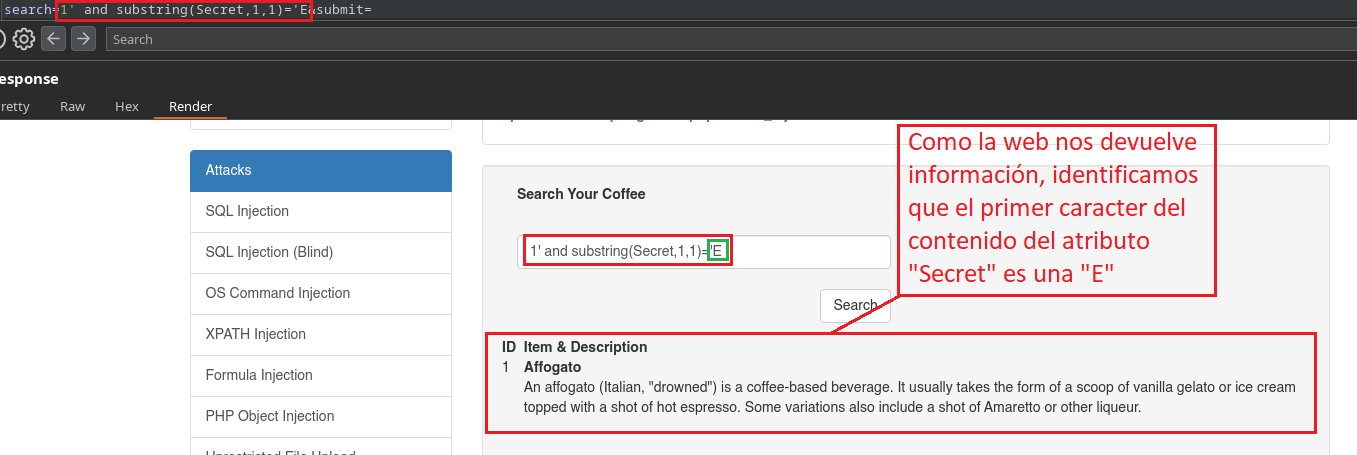 search=1' and substring(Secret,1,1)='E&submit=
Search
esponse
retty Raw Hex Render
Attacks
SQL Injection
SQL Injection (Blind)
OS Command Injection
XPATH Injection
Formula Injection
PHP Object Injection
Unrestricted File Upload
Search Your Coffee
1' and substring(Secret,1,1)='E
Search
Como la web nos devuelve
información, identificamos
que el primer caracter del
contenido del atributo
"Secret" es una "E"
ID Item & Description
1 Affogato
An affogato (Italian, "drowned") is a coffee-based beverage. It usually takes the form of a scoop of vanilla gelato or ice cream
topped with a shot of hot espresso. Some variations also include a shot of Amaretto or other liqueur.